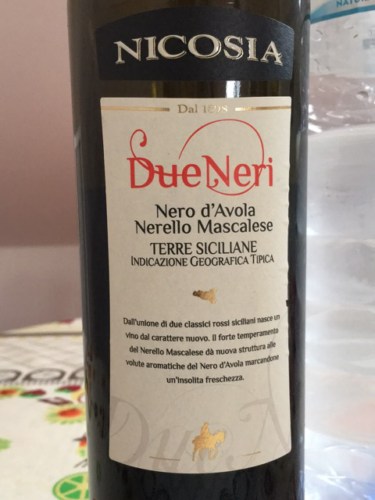 NICOSIA
Dal 1898
DueNeri
Nero d'Avola
Nerello Mascalese
TERRE SICILIANE
INDICAZIONE GEOGRAFICA TIPICA
Dall'unione di due classici rossi siciliani nasce un
vino dal carattere nuovo. il forte temperamento
del Nerello Mascalese dà nuova struttura alle
volute aromatiche del Nero d'Avola marcandone
un'insolita freschezza.
Due N